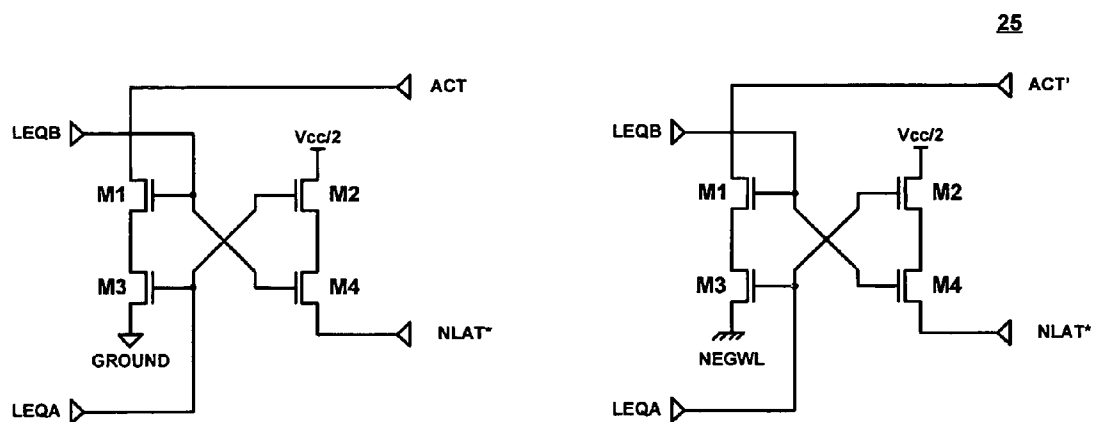 25
ACT
LEQB
Vcc/2
M1
M2
M3
M4
GROUND
NLAT*
LEQA
ACT'
LEQB
Vcc/2
M1
M2
M3
M4
NEGWL
NLAT*
LEQA